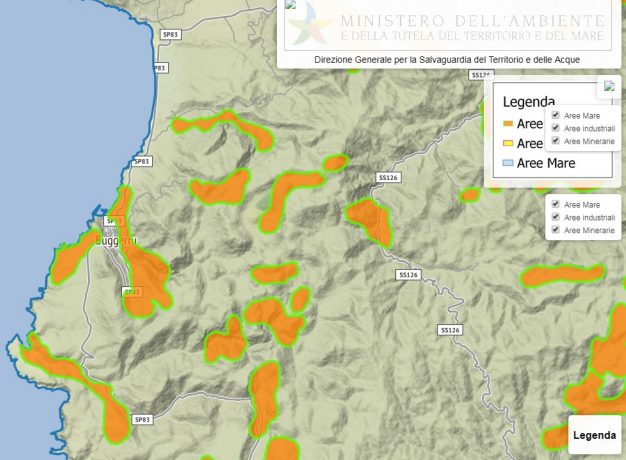 SP83
MINISTERO DELL'AMBIENTE
E DELLA TUTELA DEL TERRITORIO E DEL MARE
Direzione Generale per la Salvaguardia del Territorio e delle Acque
SS126
Legenda
Aree
Aree
Aree Mare
Aree Mare
Aree industriali
Aree Minerarie
Aree Mare
Aree industriali
Aree Minerarie
P83
SP83
SS126
SS126
SS126
SP83
Legenda